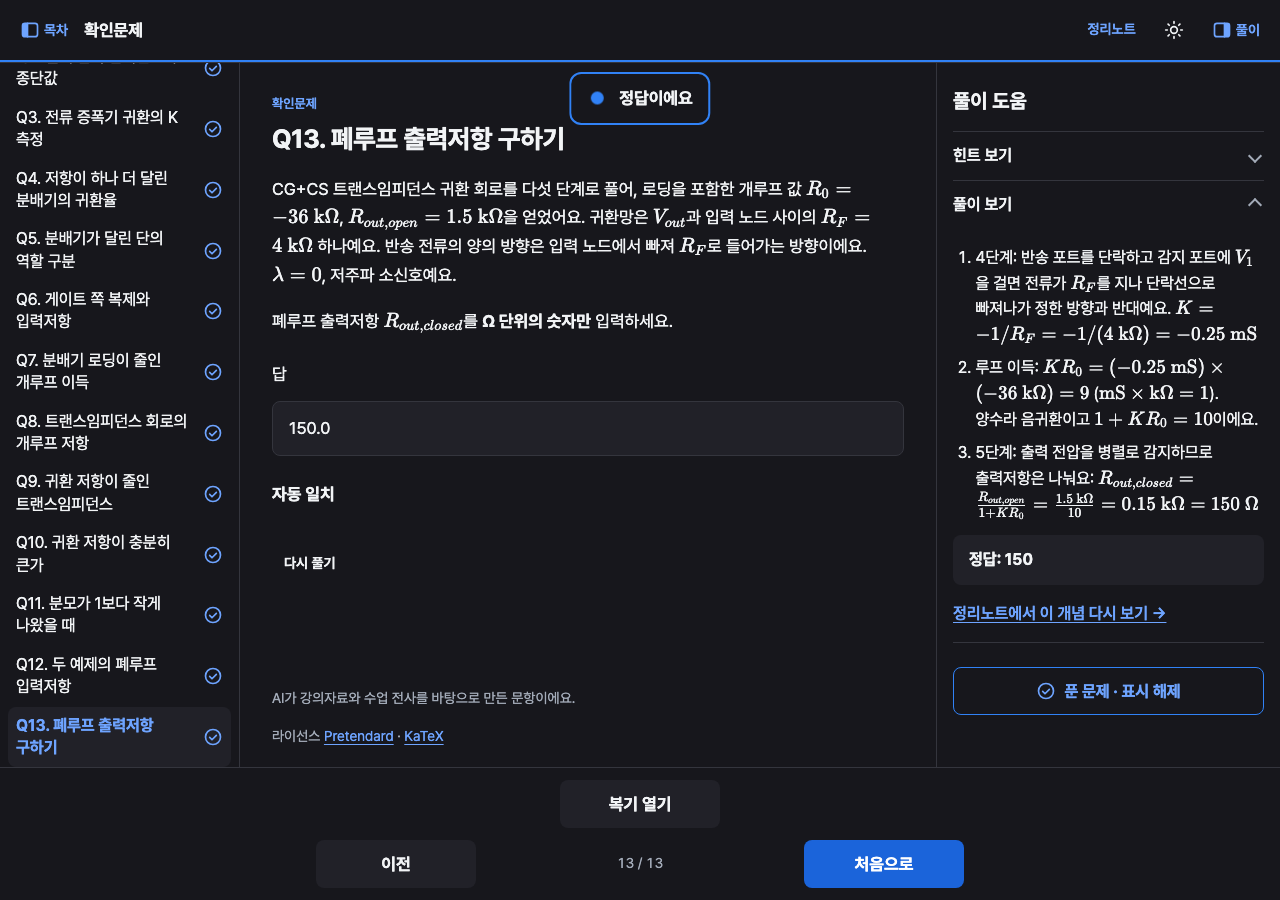 목차
확인문제
정리노트
풀이
종단값
Q3. 전류 증폭기 귀환의 K
측정
Q4. 저항이 하나 더 달린
분배기의 귀환율
Q5. 분배기가 달린 단의
역할 구분
Q6. 게이트 쪽 복제와
입력저항
Q7. 분배기 로딩이 줄인
개루프 이득
Q8. 트랜스임피던스 회로의
개루프 저항
Q9. 귀환 저항이 줄인
트랜스임피던스
Q10. 귀환 저항이 충분히
큰가
Q11. 분모가 1보다 작게
나왔을 때
Q12. 두 예제의 폐루프
입력저항
Q13. 폐루프 출력저항
구하기
정답이에요
확인문제
Q13. 폐루프 출력저항 구하기
CG+CS 트랜스임피던스 귀환 회로를 다섯 단계로 풀어, 로딩을 포함한 개루프 값 R_0 =
−36 kΩ, R_{out,open} = 1.5 kΩ을 얻었어요. 귀환망은 V_{out}과 입력 노드 사이의 R_F =
4 kΩ 하나예요. 반송 전류의 양의 방향은 입력 노드에서 빠져 R_F로 들어가는 방향이에요.
λ = 0, 저주파 소신호예요.
폐루프 출력저항 R_{out,closed}를 Ω 단위의 숫자만 입력하세요.
답
150.0
자동 일치
다시 풀기
AI가 강의자료와 수업 전사를 바탕으로 만든 문항이에요.
라이선스 Pretendard · KaTeX
풀이 도움
힌트 보기
풀이 보기
1. 4단계: 반송 포트를 단락하고 감지 포트에 V_1
을 걸면 전류가 R_F를 지나 단락선으로
빠져나가 정한 방향과 반대예요. K =
−1/R_F = −1/(4 kΩ) = −0.25 mS
2. 루프 이득: KR_0 = (−0.25 mS) ×
(−36 kΩ) = 9 (mS × kΩ = 1).
양수라 음귀환이고 1 + KR_0 = 10이에요.
3. 5단계: 출력 전압을 병렬로 감지하므로
출력저항은 나눠요: R_{out,closed} =
\frac{R_{out,open}}{1+KR_0} = \frac{1.5 kΩ}{10} = 0.15 kΩ = 150 Ω
정답: 150
정리노트에서 이 개념 다시 보기 →
푼 문제 · 표시 해제
복기 열기
이전
13 / 13
처음으로